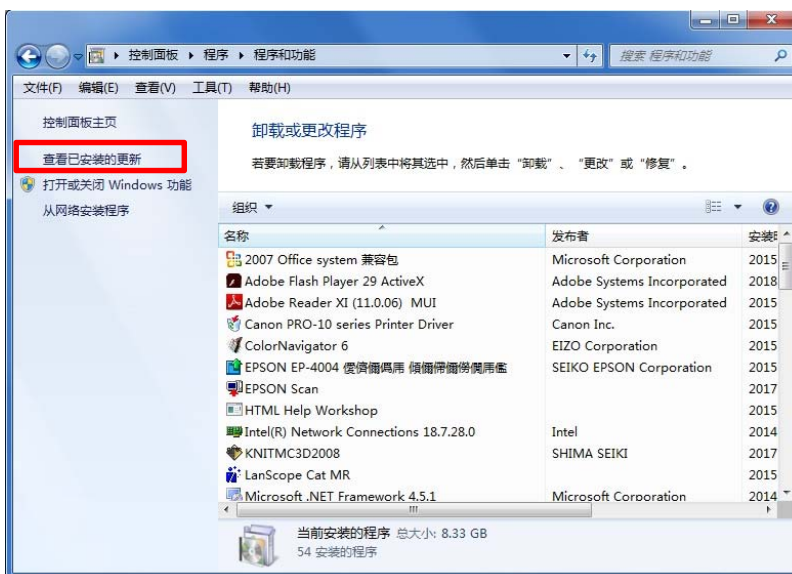 控制面板 ▸ 程序 ▸ 程序和功能
搜索 程序和功能
文件(F) 编辑(E) 查看(V) 工具(T) 帮助(H)
控制面板主页
查看已安装的更新
打开或关闭 Windows 功能
从网络安装程序
卸载或更改程序
若要卸载程序，请从列表中将其选中，然后单击“卸载”、“更改”或“修复”。
组织
名称 发布者
2007 Office system 兼容包 Microsoft Corporation 2015
Adobe Flash Player 29 ActiveX Adobe Systems Incorporated 2018
Adobe Reader XI (11.0.06) MUI Adobe Systems Incorporated 2015
Canon PRO-10 series Printer Driver Canon Inc. 2015
ColorNavigator 6 EIZO Corporation 2015
EPSON EP-4004 SEIKO EPSON Corporation 2015
EPSON Scan 2017
HTML Help Workshop 2015
Intel(R) Network Connections 18.7.28.0 Intel 2014
KNITMC3D2008 SHIMA SEIKI 2017
LanScope Cat MR 2015
Microsoft .NET Framework 4.5.1 Microsoft Corporation 2014
当前安装的程序 总大小: 8.33 GB
54 安装的程序